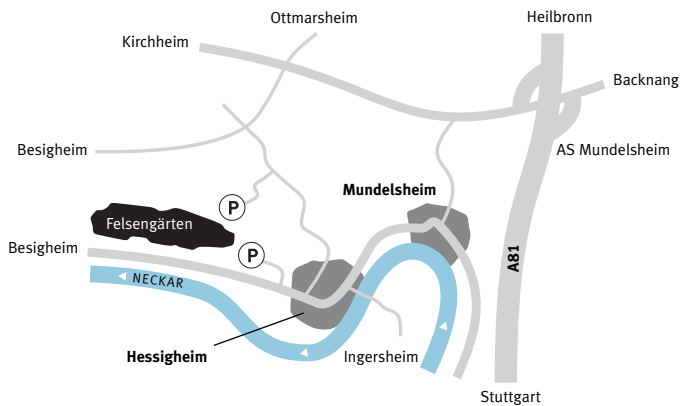 Ottmarsheim
Heilbronn
Kirchheim
Backnang
Besigheim
AS Mundelsheim
Mundelsheim
P
Felsengärten
Besigheim
P
A81
NECKAR
Hessigheim
Ingersheim
Stuttgart